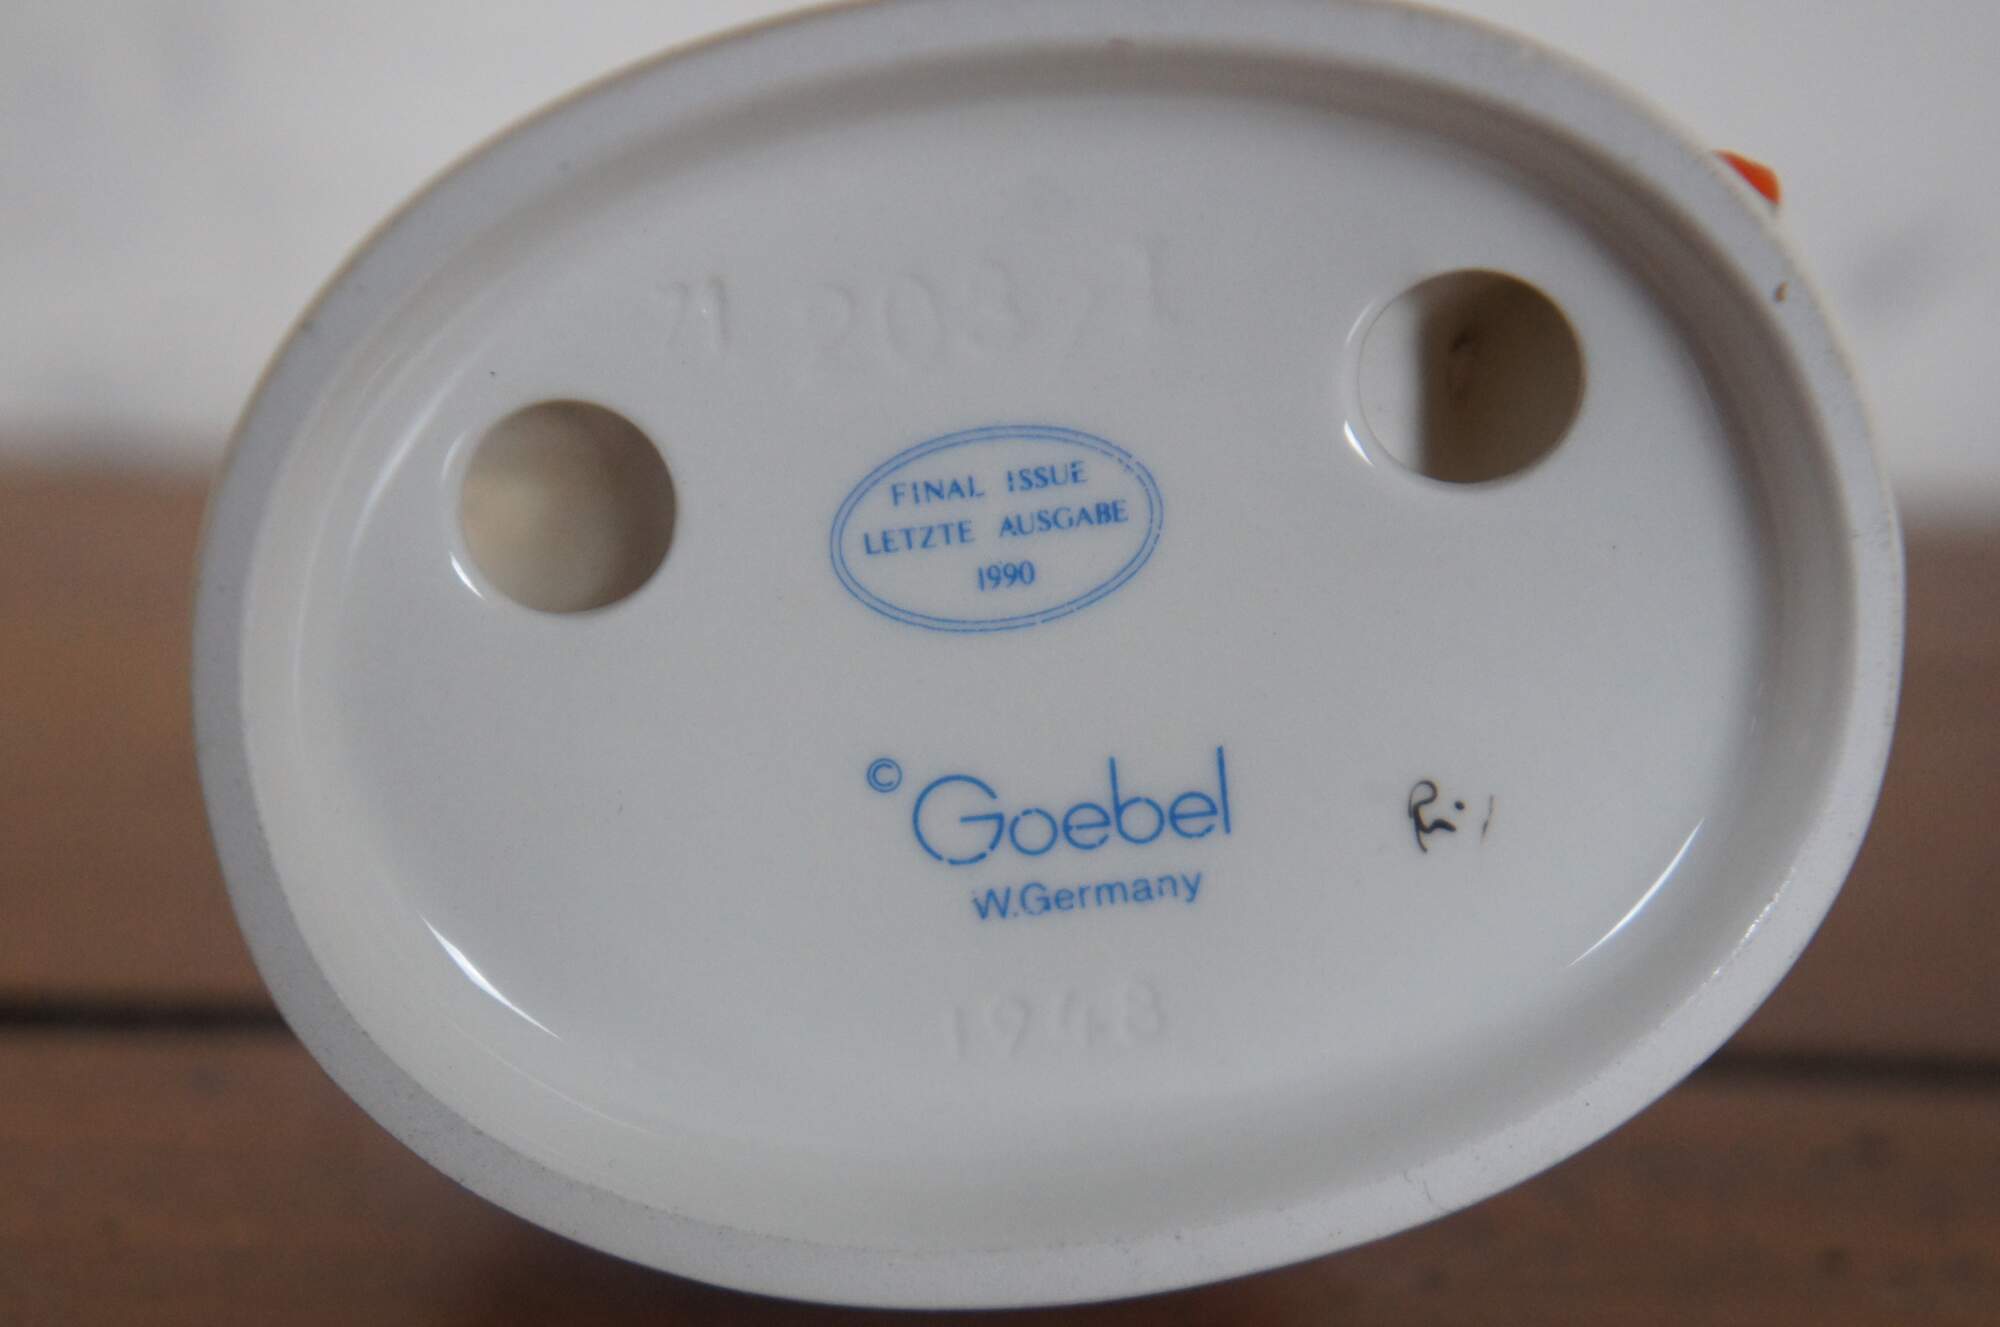 FINAL ISSUE
LETZTE AUSGABE
1990
© Goebel
W.Germany
1948